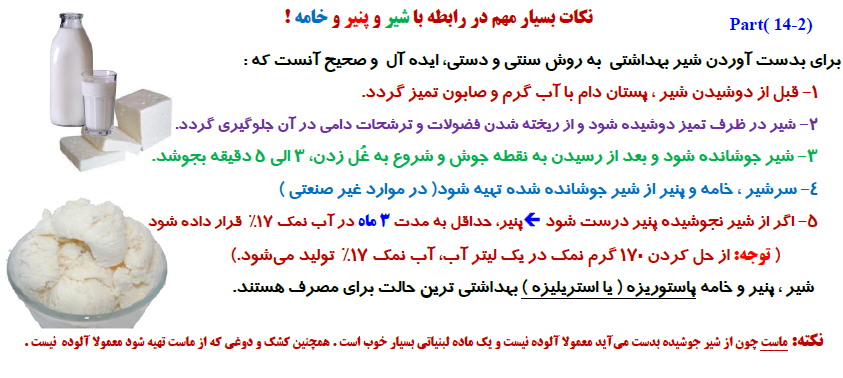 نکات بسیار مهم در رابطه با شیر و پنیر و خامه !
Part( 14-2)
برای بدست آوردن شیر بهداشتی به روش سنتی و دستی، ایده آل و صحیح آنست که :
۱- قبل از دوشیدن شیر ، پستان دام با آب گرم و صابون تمیز گردد.
۲- شیر در ظرف تمیز دوشیده شود و از ریخته شدن فضولات و ترشحات دامی در آن جلوگیری گردد.
۳- شیر جوشانده شود و بعد از رسیدن به نقطه جوش و شروع به غُل زدن، ۳ الی ۵ دقیقه بجوشد.
۴- سرشیر ، خامه و پنیر از شیر جوشانده شده تهیه شود( در موارد غیر صنعتی )
۵- اگر از شیر نجوشیده پنیر درست شود ← پنیر، حداقل به مدت ۳ ماه در آب نمک ۱۷٪ قرار داده شود
( توجه: از حل کردن ۱۷۰ گرم نمک در یک لیتر آب، آب نمک ۱۷٪ تولید می‌شود.)
شیر ، پنیر و خامه پاستوریزه ( یا استریلیزه ) بهداشتی ترین حالت برای مصرف هستند.
نکته: ماست چون از شیر جوشیده بدست می‌آید معمولا آلوده نیست و یک ماده لبنیاتی بسیار خوب است . همچنین کشک و دوغی که از ماست تهیه شود معمولا آلوده نیست .